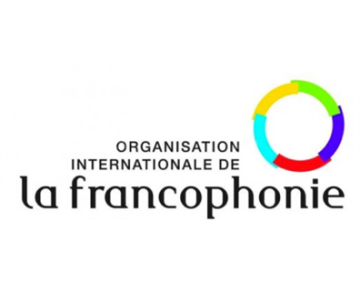 ORGANISATION
INTERNATIONALE DE
la francophonie